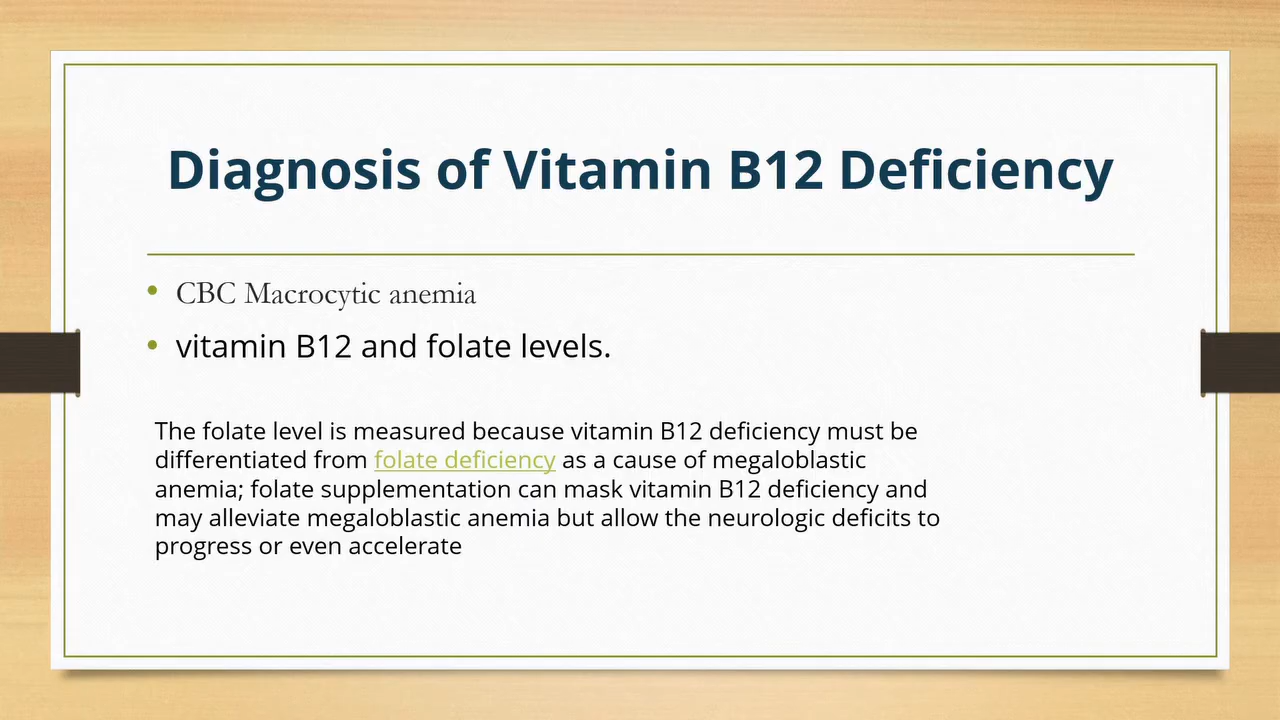 Diagnosis of Vitamin B12 Deficiency
• CBC Macrocytic anemia
• vitamin B12 and folate levels.
The folate level is measured because vitamin B12 deficiency must be
differentiated from folate deficiency as a cause of megaloblastic
anemia; folate supplementation can mask vitamin B12 deficiency and
may alleviate megaloblastic anemia but allow the neurologic deficits to
progress or even accelerate